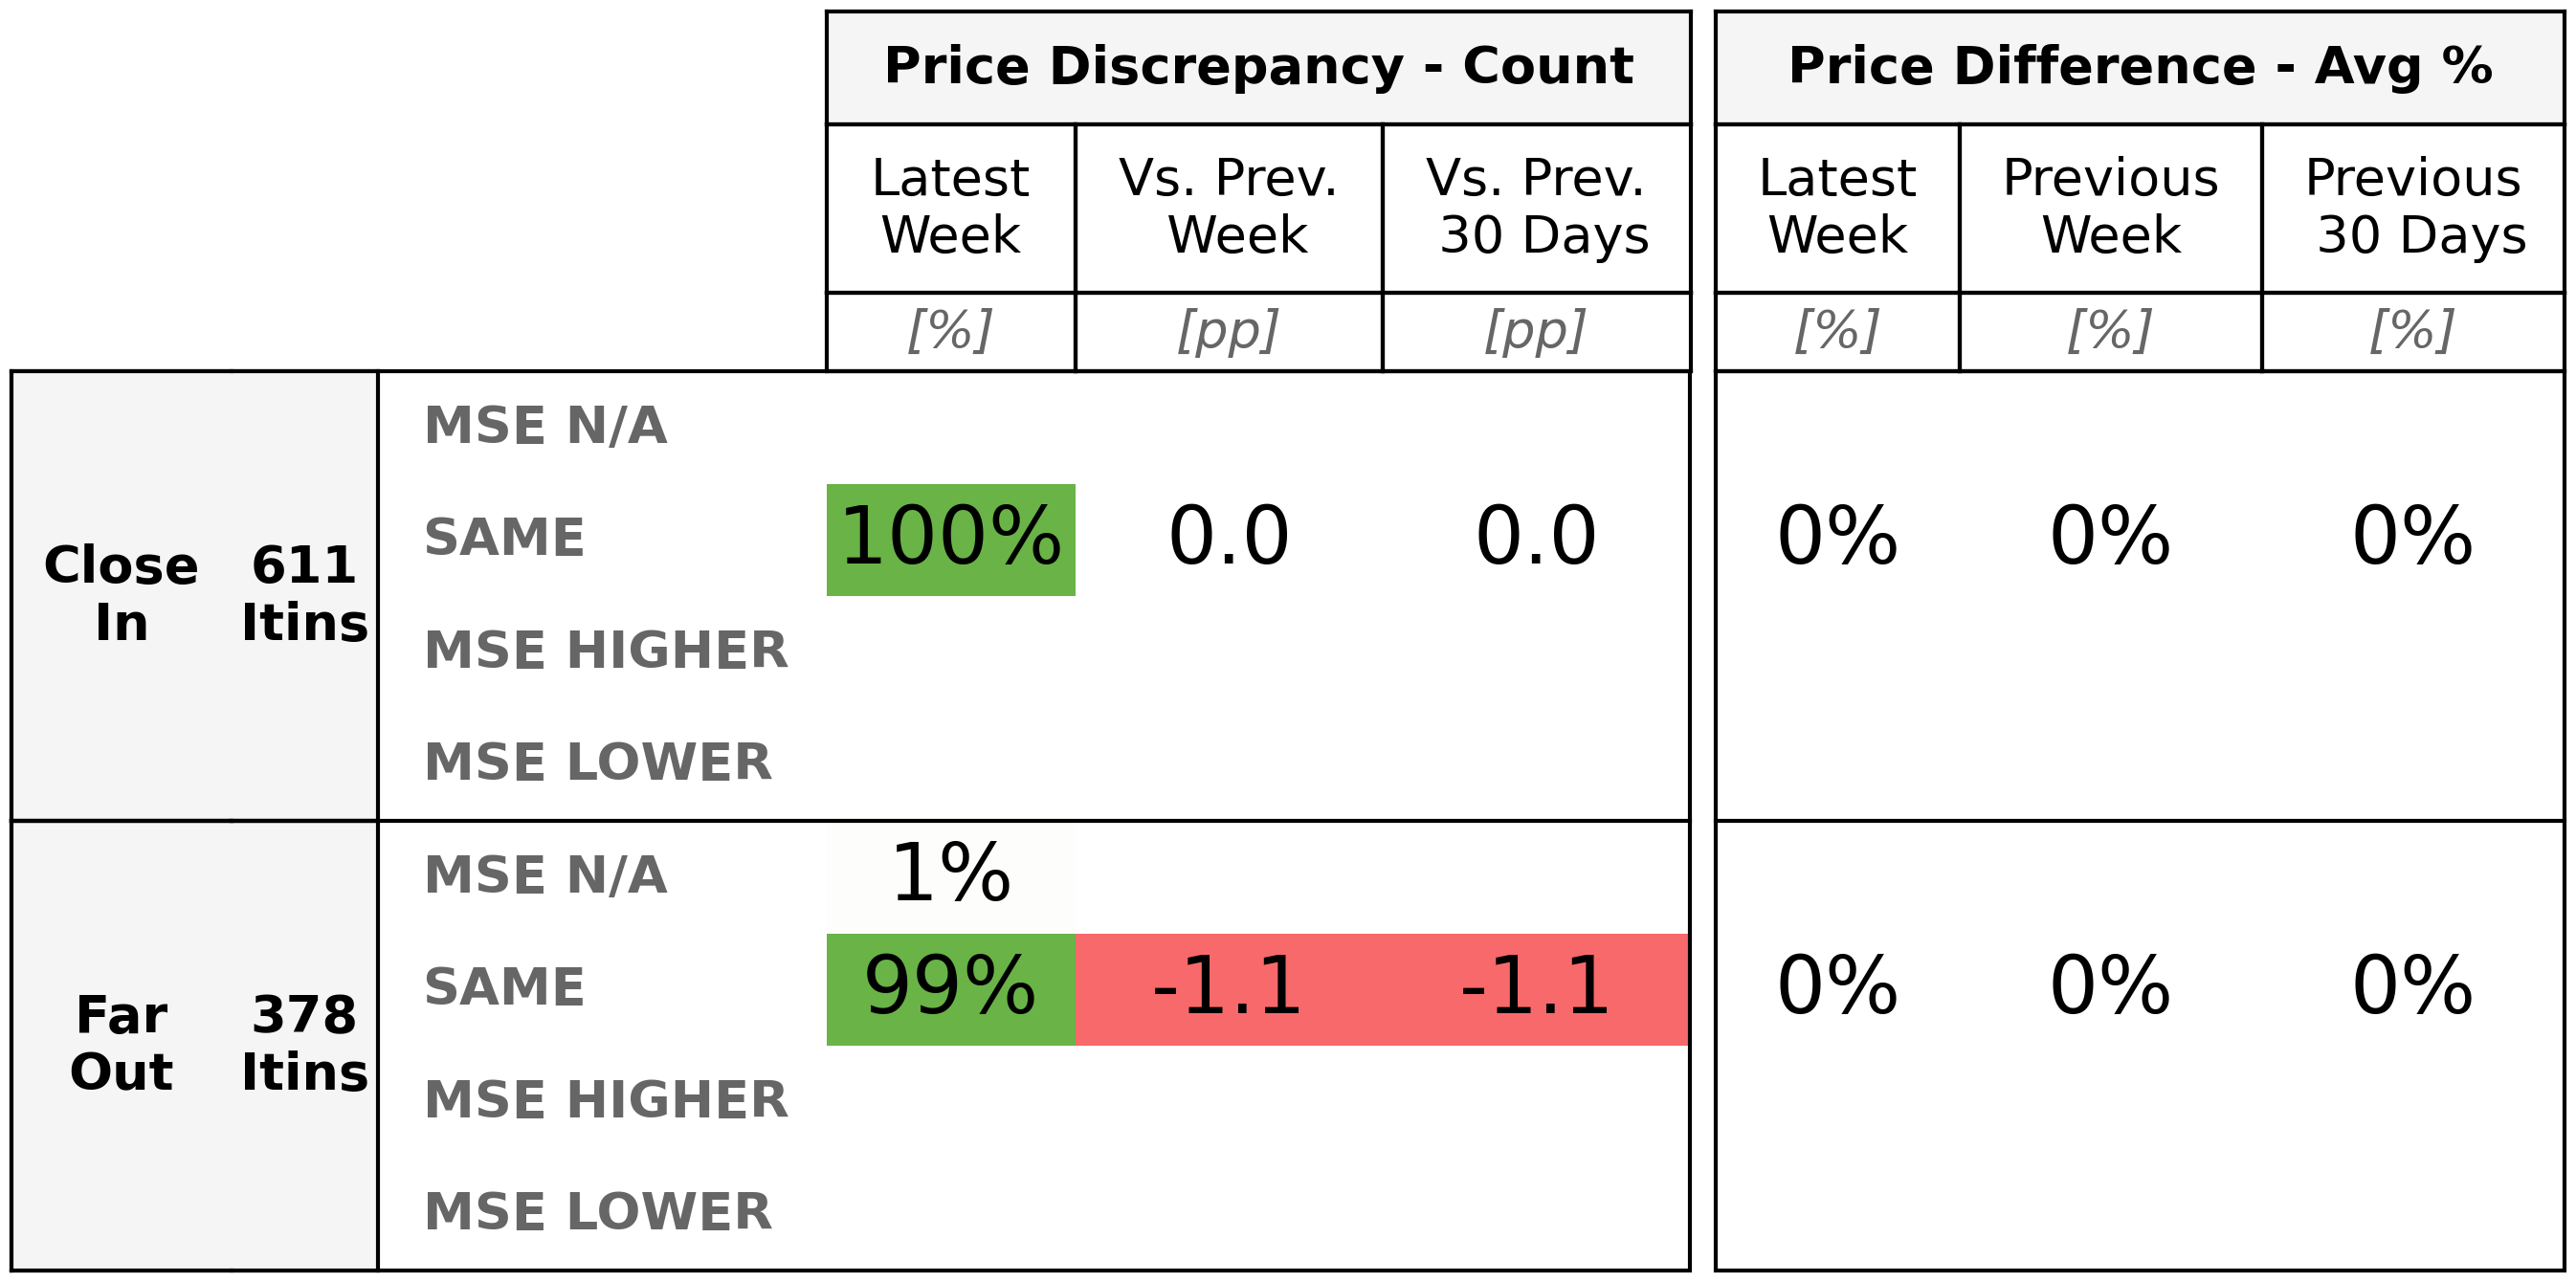 Price Discrepancy - Count
Price Difference - Avg %
Latest Week
Vs. Prev. Week
Vs. Prev. 30 Days
Latest Week
Previous Week
Previous 30 Days
[%]
[pp]
[pp]
[%]
[%]
[%]
Close In
611 Itins
MSE N/A
SAME
100%
0.0
0.0
0%
0%
0%
MSE HIGHER
MSE LOWER
Far Out
378 Itins
MSE N/A
1%
SAME
99%
-1.1
-1.1
0%
0%
0%
MSE HIGHER
MSE LOWER